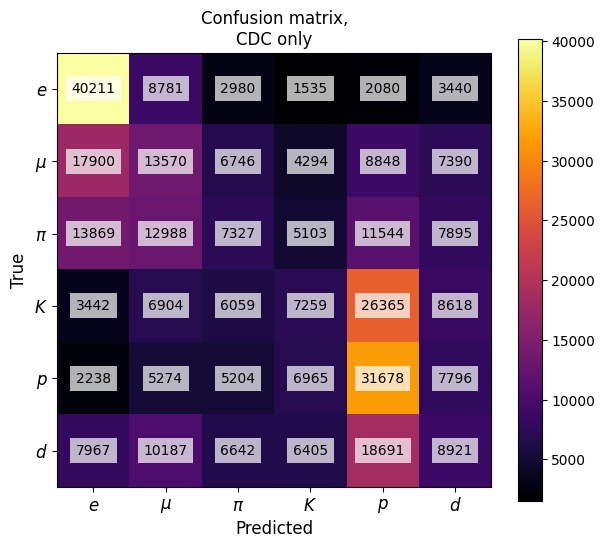 Confusion matrix,
CDC only
e 40211 8781 2980 1535 2080 3440
μ 17900 13570 6746 4294 8848 7390
π 13869 12988 7327 5103 11544 7895
K 3442 6904 6059 7259 26365 8618
p 2238 5274 5204 6965 31678 7796
d 7967 10187 6642 6405 18691 8921
e μ π K p d
Predicted
True
40000
35000
30000
25000
20000
15000
10000
5000